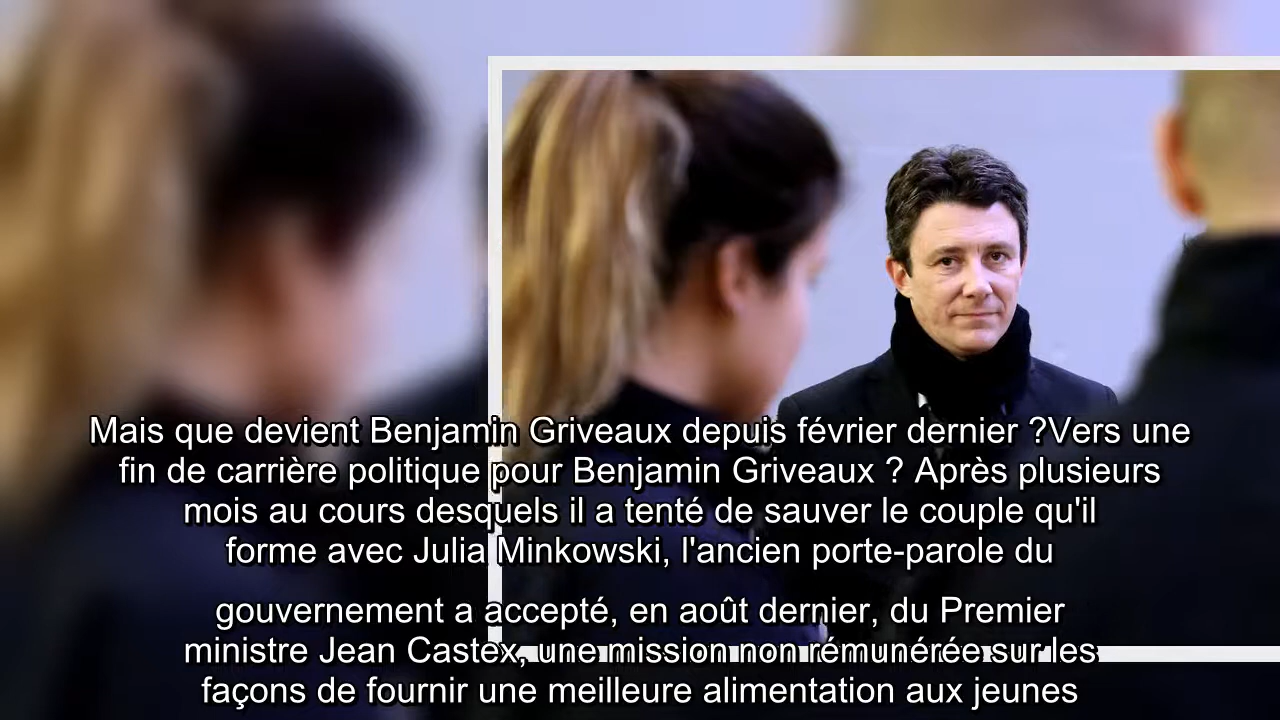 Mais que devient Benjamin Griveaux depuis février dernier ?Vers une
fin de carrière politique pour Benjamin Griveaux ? Après plusieurs
mois au cours desquels il a tenté de sauver le couple qu'il
forme avec Julia Minkowski, l'ancien porte-parole du
gouvernement a accepté, en août dernier, du Premier
ministre Jean Castex, une mission non rémunérée sur les
façons de fournir une meilleure alimentation aux jeunes